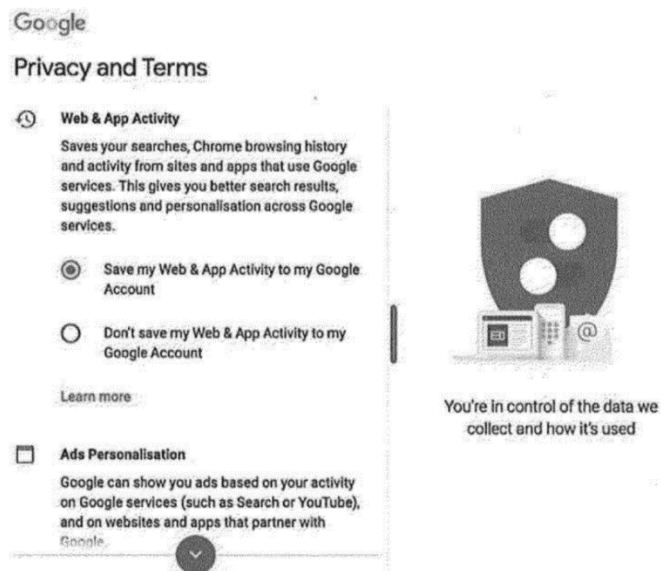 Google
Privacy and Terms
Web & App Activity
Saves your searches, Chrome browsing history
and activity from sites and apps that use Google
services. This gives you better search results,
suggestions and personalisation across Google
services.
Save my Web & App Activity to my Google
Account
Don't save my Web & App Activity to my
Google Account
Learn more
Ads Personalisation
Google can show you ads based on your activity
on Google services (such as Search or YouTube),
and on websites and apps that partner with
Google.
@
You're in control of the data we
collect and how it's used